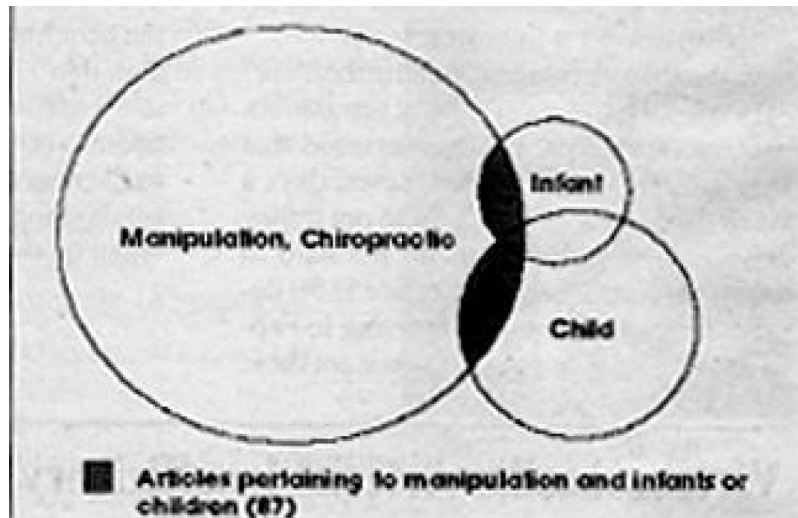 Infant
Manipulation, Chiropractic
Child
Articles pertaining to manipulation and infants or
children (87)